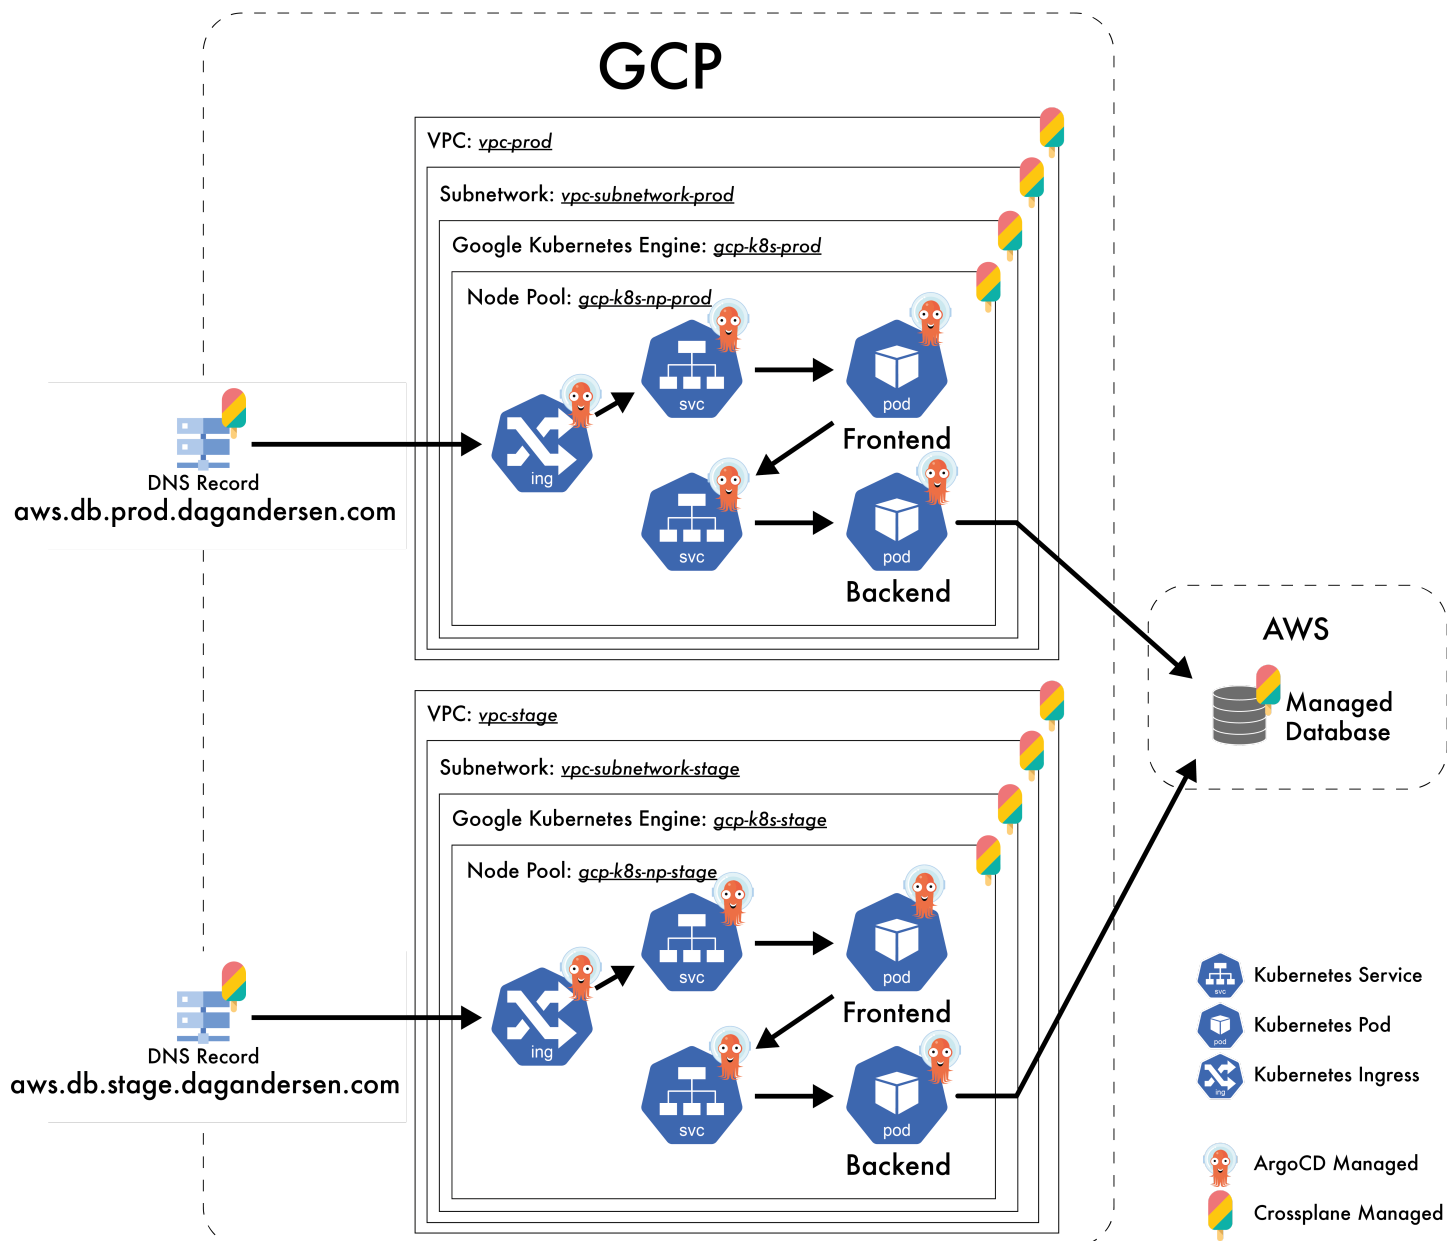 GCP
VPC: vpc-prod
Subnetwork: vpc-subnetwork-prod
Google Kubernetes Engine: gcp-k8s-prod
Node Pool: gcp-k8s-np-prod
svc
pod
Frontend
ing
DNS Record
aws.db.prod.dagandersen.com
svc
pod
Backend
AWS
Managed
Database
VPC: vpc-stage
Subnetwork: vpc-subnetwork-stage
Google Kubernetes Engine: gcp-k8s-stage
Node Pool: gcp-k8s-np-stage
svc
pod
Frontend
ing
DNS Record
aws.db.stage.dagandersen.com
svc
pod
Backend
svc
Kubernetes Service
pod
Kubernetes Pod
ing
Kubernetes Ingress
ArgoCD Managed
Crossplane Managed